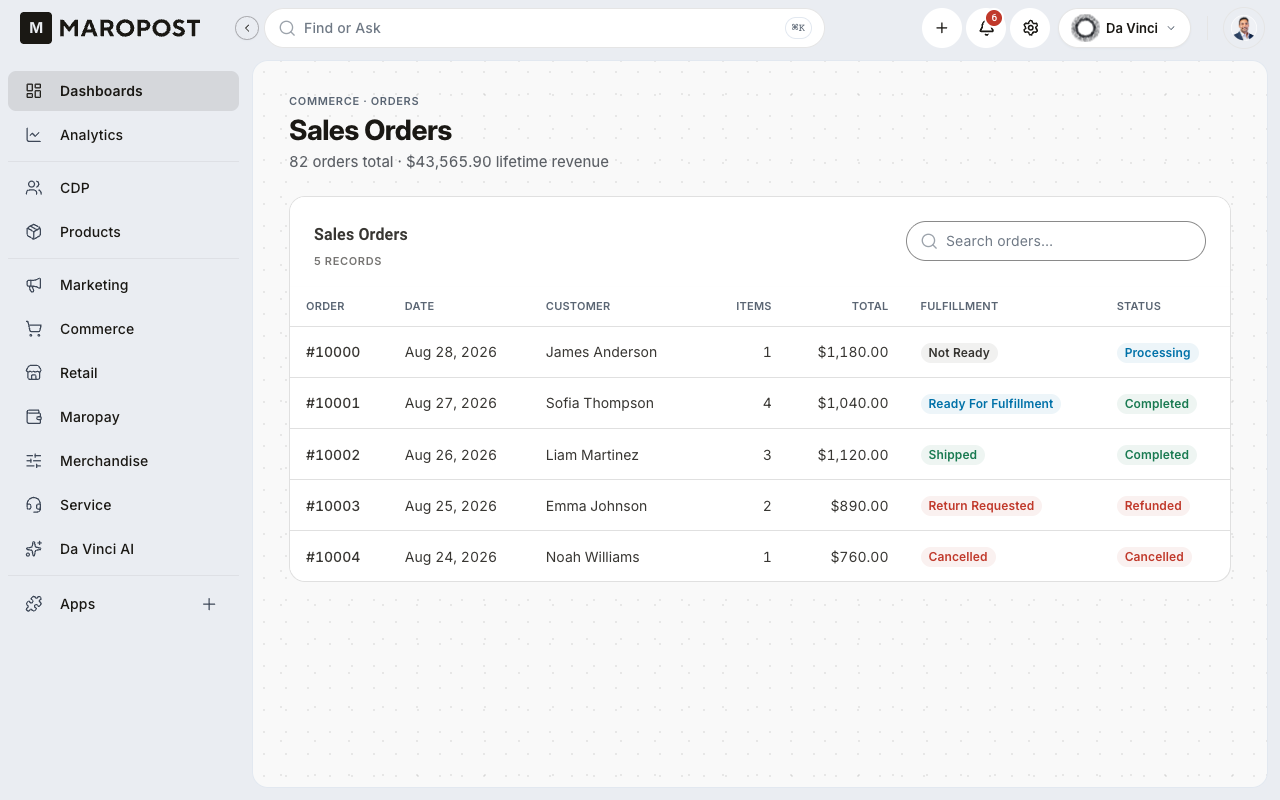 M MAROPOST
Find or Ask
⌘K
6
Da Vinci
Dashboards
Analytics
CDP
Products
Marketing
Commerce
Retail
Maropay
Merchandise
Service
Da Vinci AI
Apps
COMMERCE · ORDERS
Sales Orders
82 orders total · $43,565.90 lifetime revenue
Sales Orders
5 RECORDS
Search orders...
ORDER DATE CUSTOMER ITEMS TOTAL FULFILLMENT STATUS
#10000 Aug 28, 2026 James Anderson 1 $1,180.00 Not Ready Processing
#10001 Aug 27, 2026 Sofia Thompson 4 $1,040.00 Ready For Fulfillment Completed
#10002 Aug 26, 2026 Liam Martinez 3 $1,120.00 Shipped Completed
#10003 Aug 25, 2026 Emma Johnson 2 $890.00 Return Requested Refunded
#10004 Aug 24, 2026 Noah Williams 1 $760.00 Cancelled Cancelled